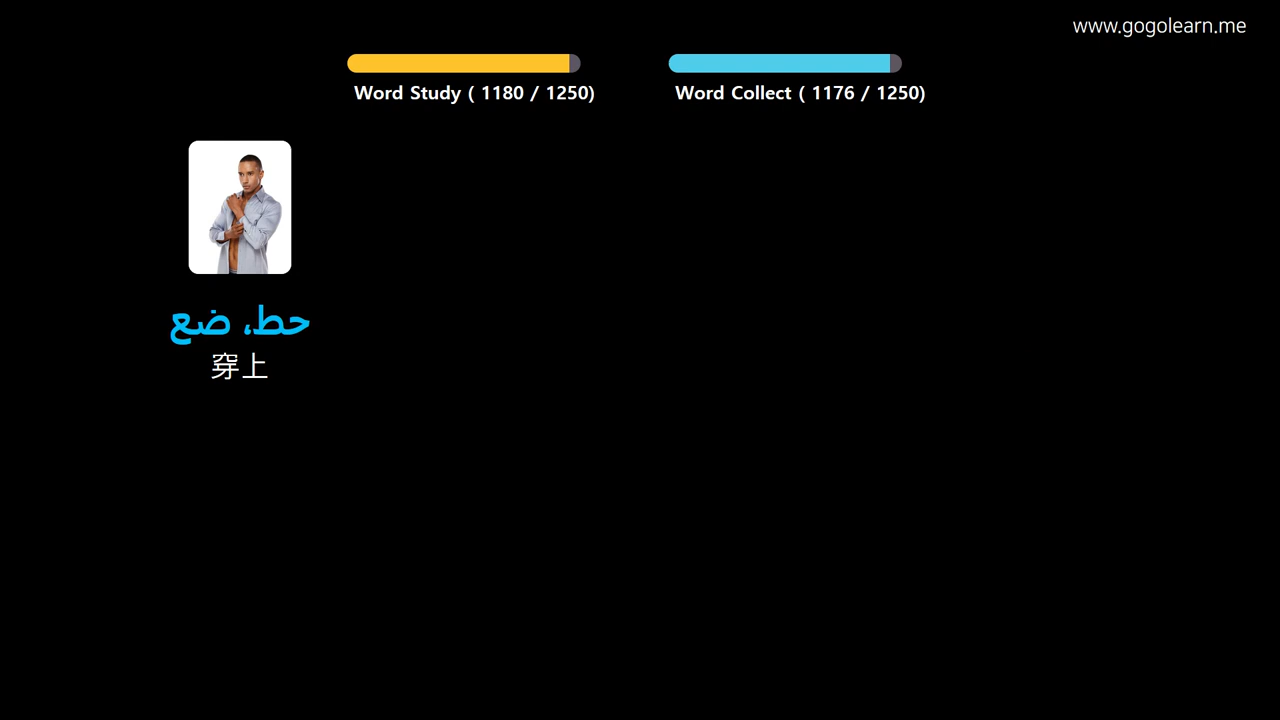 www.gogolearn.me
Word Study ( 1180 / 1250)
Word Collect ( 1176 / 1250)
حط، ضع
穿上